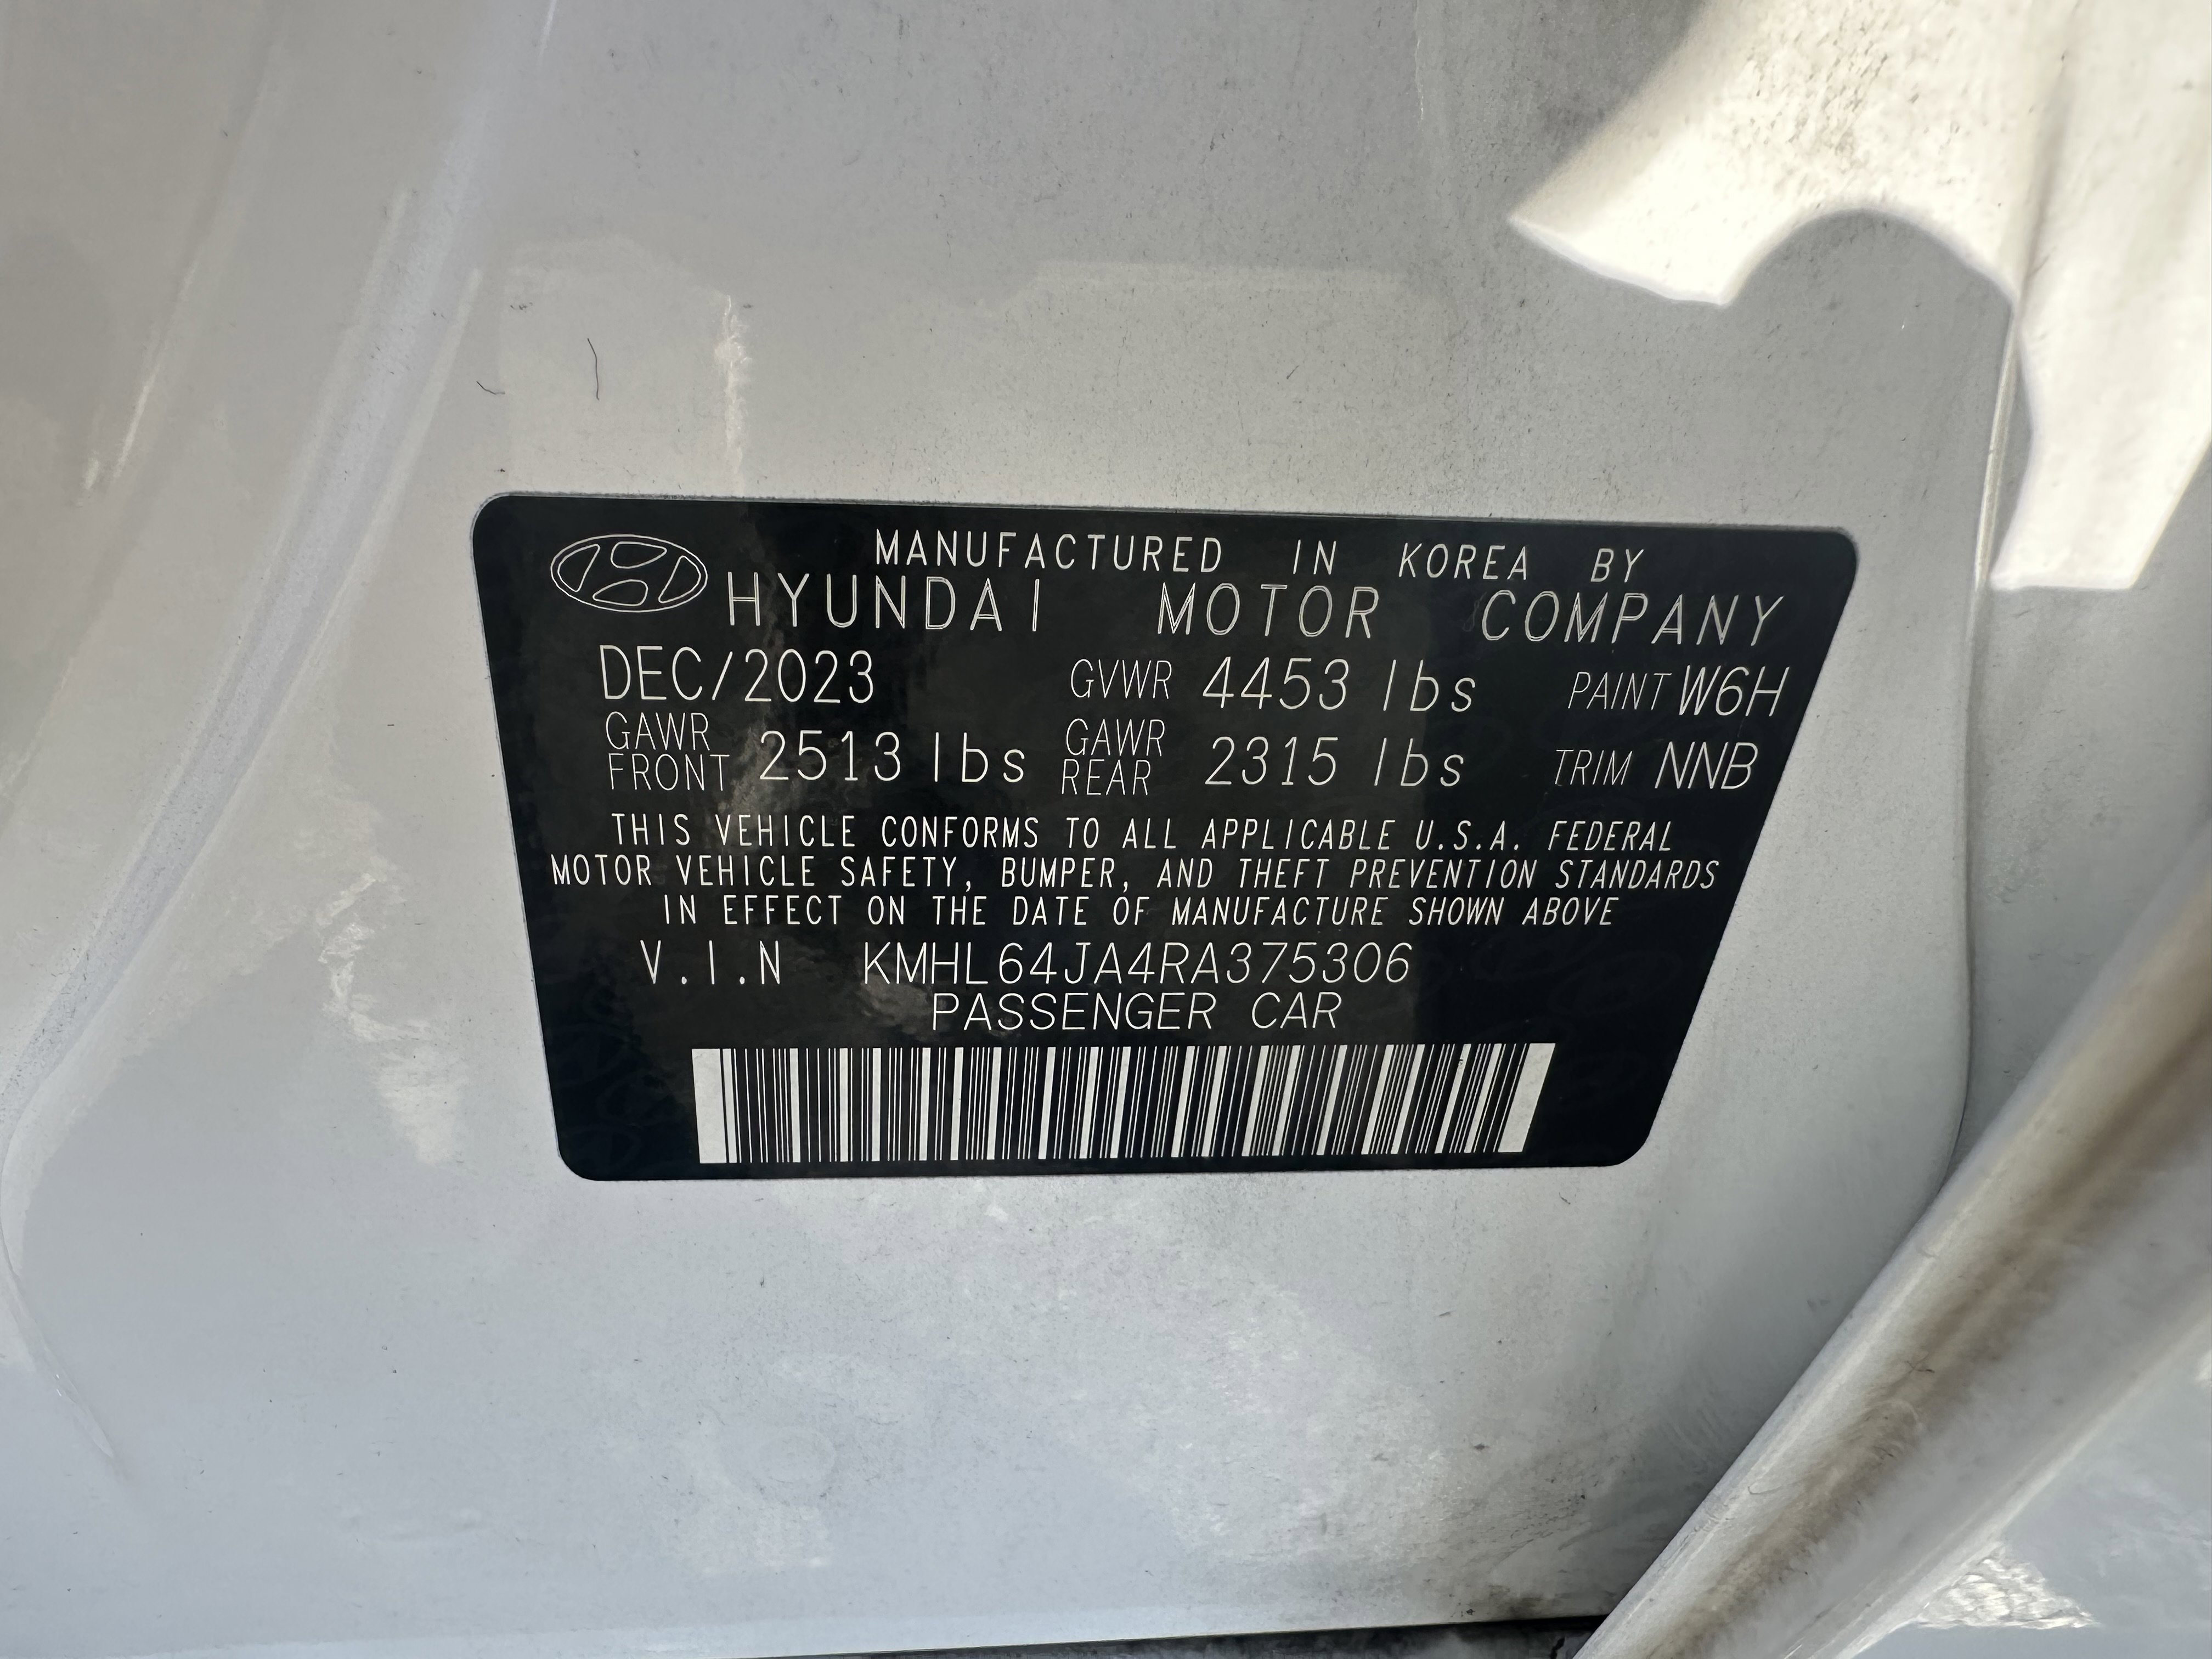 MANUFACTURED IN KOREA BY
HYUNDAI MOTOR COMPANY
DEC/2023 GVWR 4453 lbs PAINT W6H
GAWR FRONT 2513 lbs GAWR REAR 2315 lbs TRIM NNB
THIS VEHICLE CONFORMS TO ALL APPLICABLE U.S.A. FEDERAL
MOTOR VEHICLE SAFETY, BUMPER, AND THEFT PREVENTION STANDARDS
IN EFFECT ON THE DATE OF MANUFACTURE SHOWN ABOVE
V.I.N KMHL64JA4RA375306
PASSENGER CAR